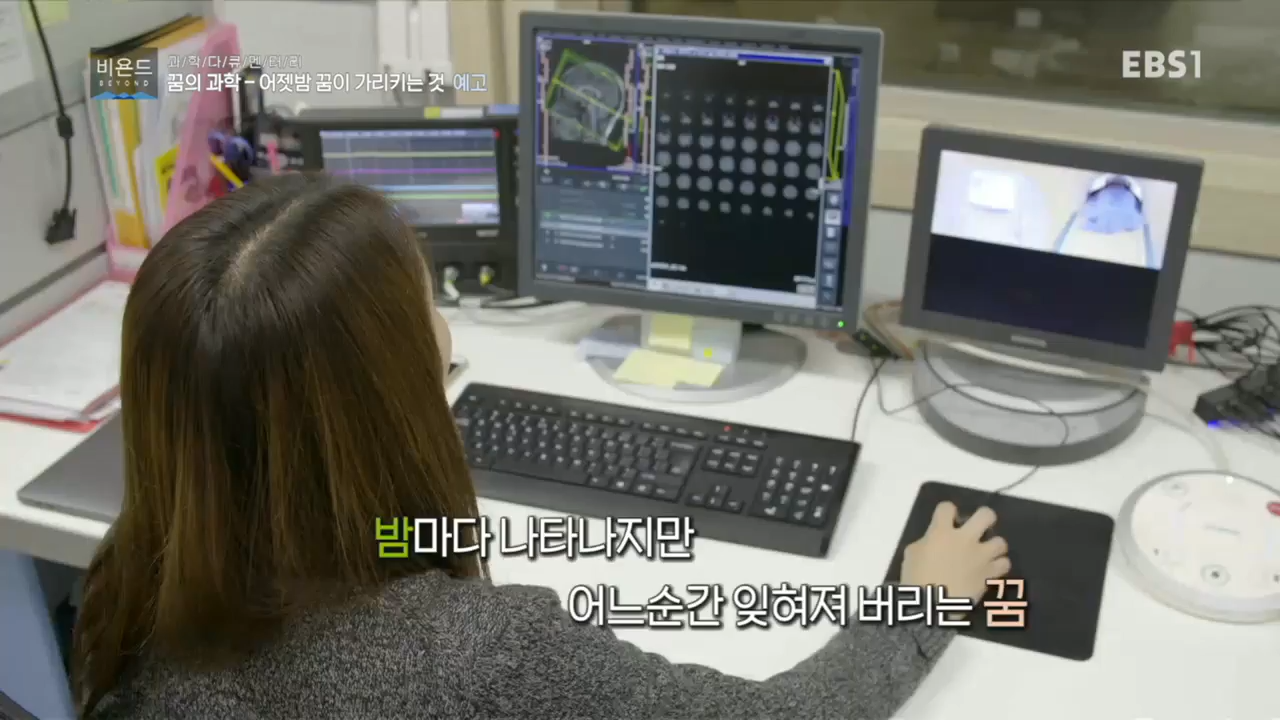 비욘드
BEYOND
과/학/다/큐/멘/터/리
꿈의 과학 – 어젯밤 꿈이 가리키는 것 예고
EBS1
밤마다 나타나지만
어느순간 잊혀져 버리는 꿈